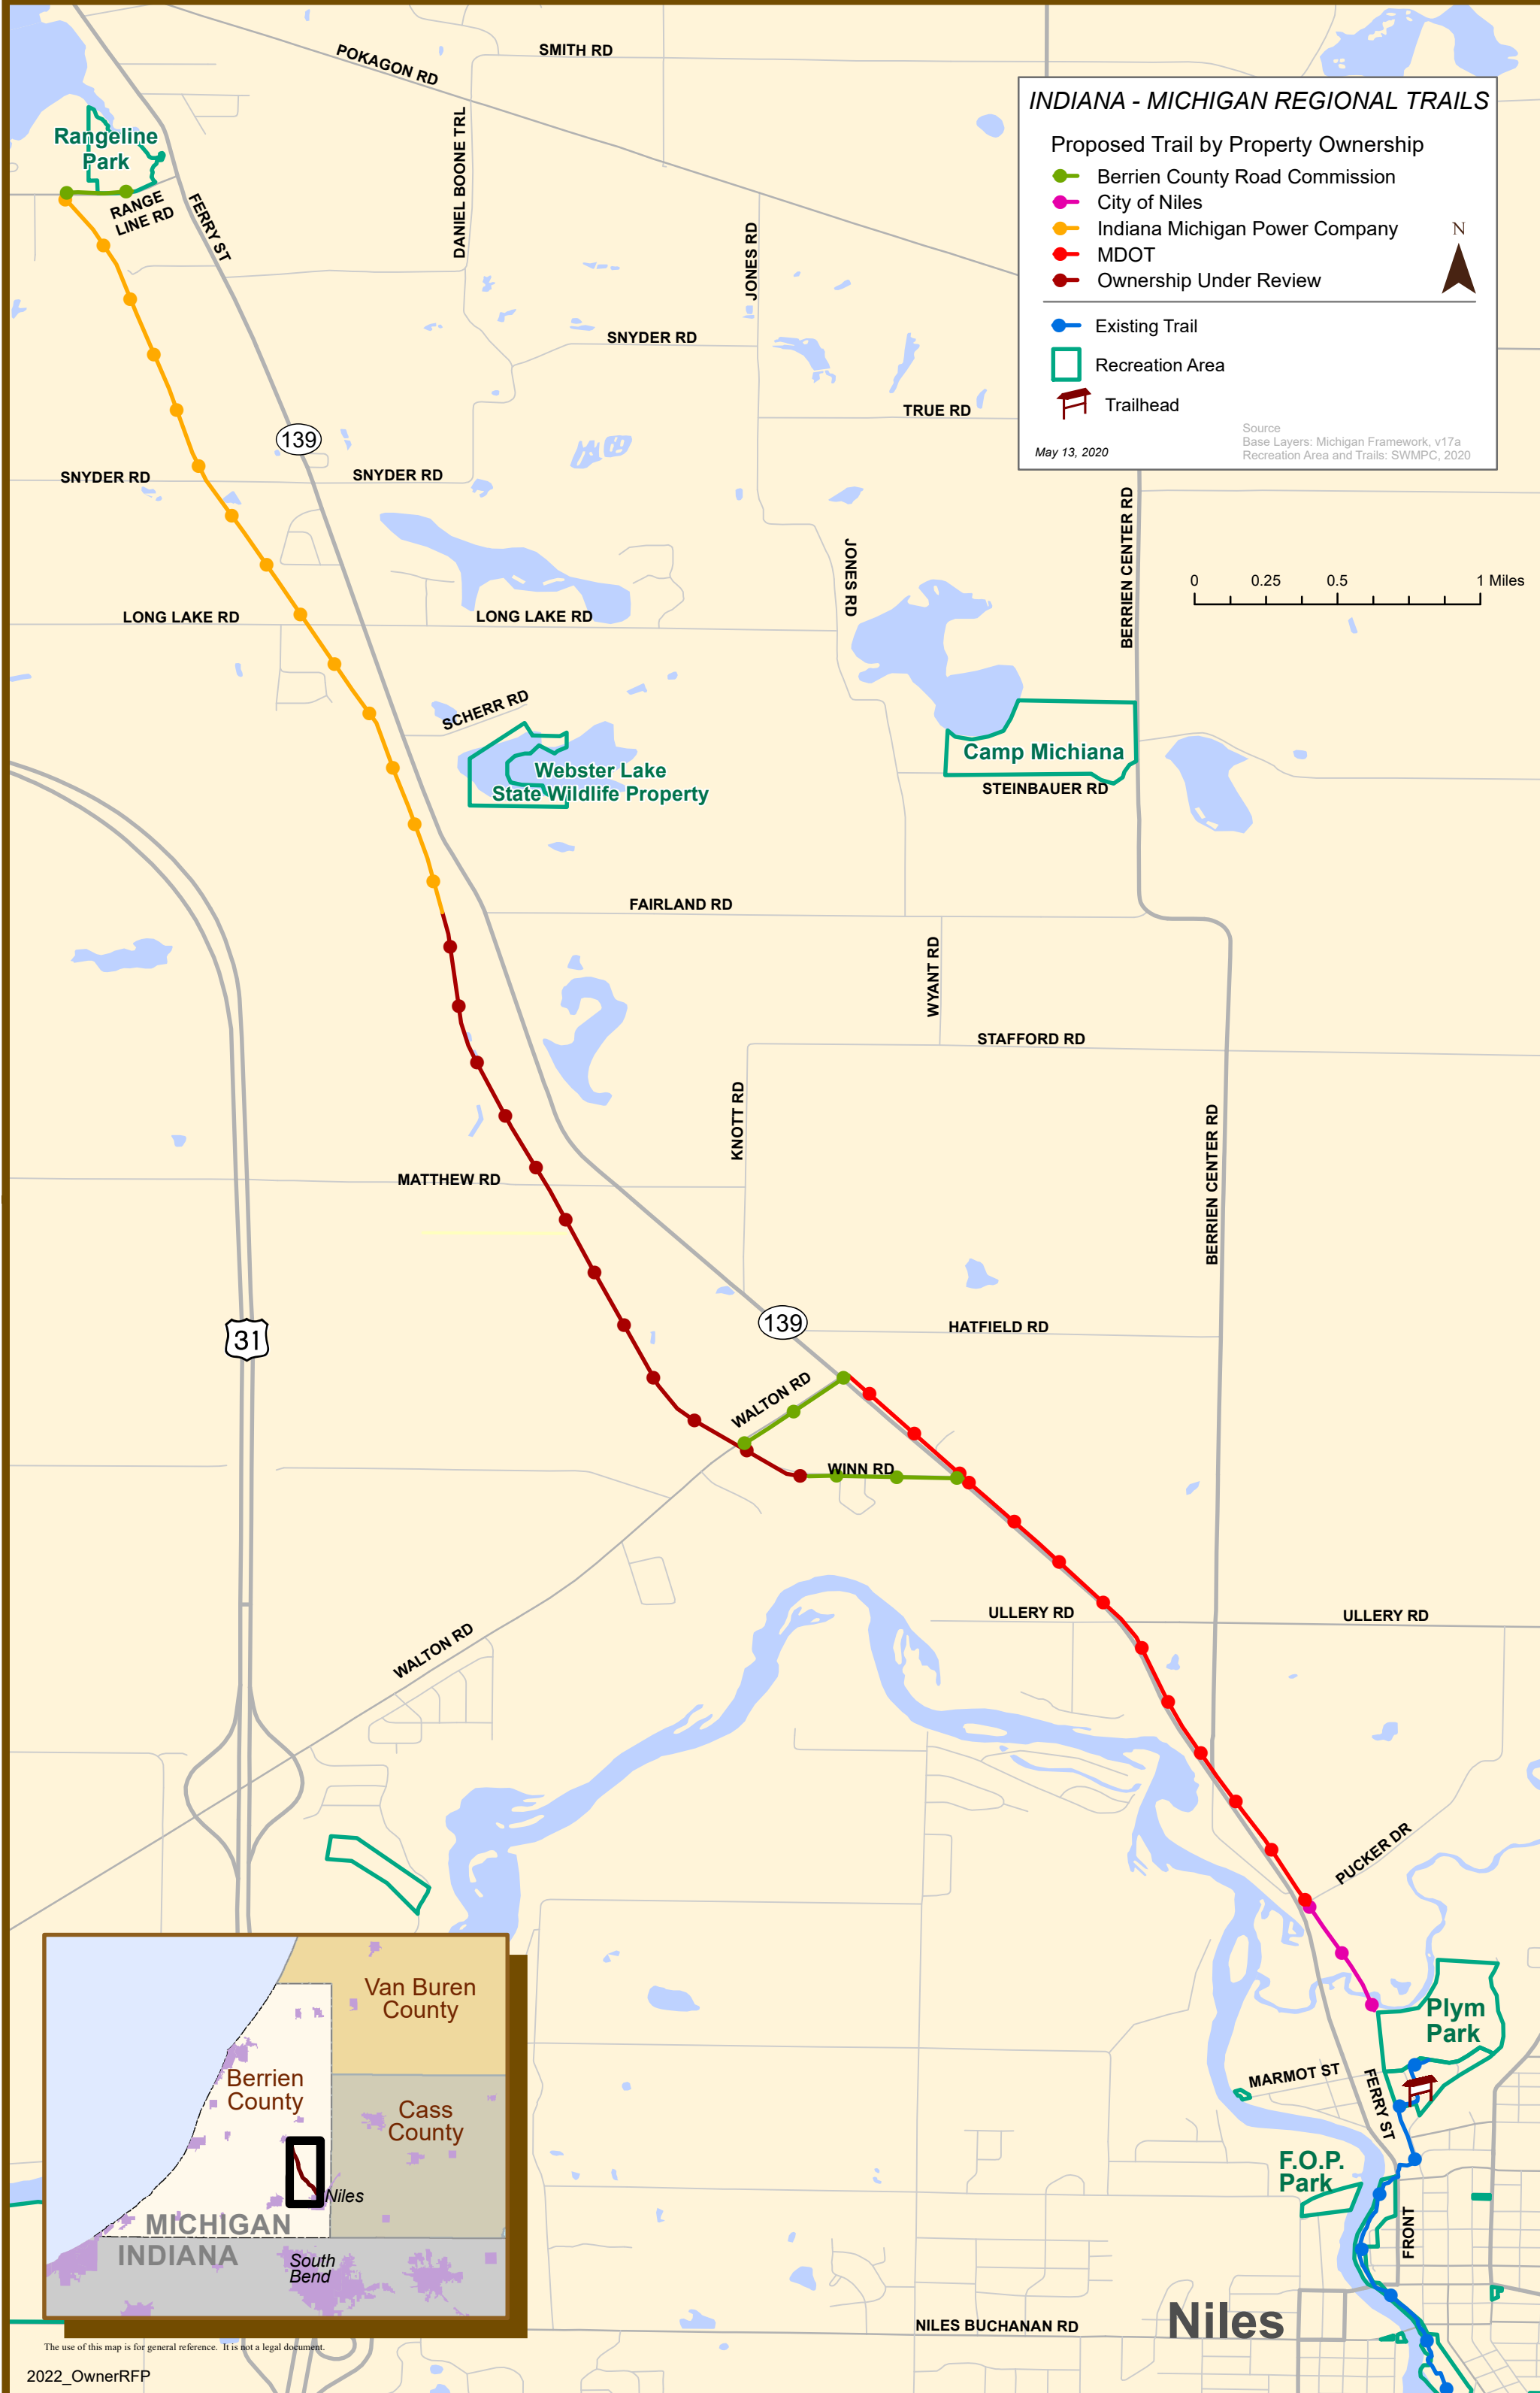 POKAGON RD
SMITH RD
Rangeline
Park
RANGE
LINE RD
FERRY ST
DANIEL BOONE TRL
JONES RD
INDIANA - MICHIGAN REGIONAL TRAILS
Proposed Trail by Property Ownership
Berrien County Road Commission
City of Niles
Indiana Michigan Power Company
MDOT
Ownership Under Review
N
Existing Trail
Recreation Area
Trailhead
Source
Base Layers: Michigan Framework, v17a
Recreation Area and Trails: SWMPC, 2020
May 13, 2020
SNYDER RD
TRUE RD
139
SNYDER RD
SNYDER RD
JONES RD
BERRIEN CENTER RD
0 0.25 0.5 1 Miles
LONG LAKE RD
LONG LAKE RD
SCHERR RD
Webster Lake
State Wildlife Property
Camp Michiana
STEINBAUER RD
FAIRLAND RD
WYANT RD
STAFFORD RD
KNOTT RD
BERRIEN CENTER RD
MATTHEW RD
31
139
HATFIELD RD
WALTON RD
WINN RD
ULLERY RD
ULLERY RD
WALTON RD
PUCKER DR
Plym
Park
MARMOT ST
FERRY ST
F.O.P.
Park
FRONT
Niles
NILES BUCHANAN RD
Van Buren
County
Berrien
County
Cass
County
Niles
MICHIGAN
INDIANA
South
Bend
The use of this map is for general reference. It is not a legal document.
2022_OwnerRFP